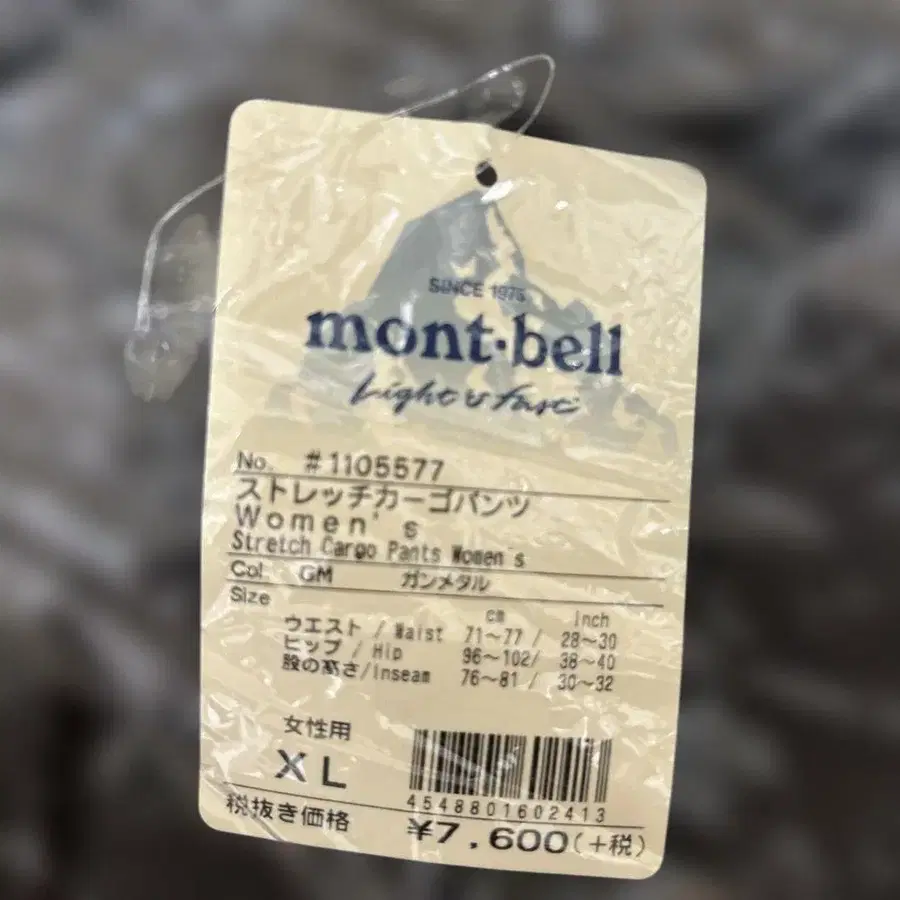 SINCE 1975
mont·bell
Light & Fast
No. #1105577
ストレッチカーゴパンツ
Women's
Stretch Cargo Pants Women's
Col. GM ガンメタル
Size cm inch
ウエスト / Waist 71～77 / 28～30
ヒップ / Hip 96～102/ 38～40
股の高さ/Inseam 76～81 / 30～32
女性用
XL
4548801602413
税抜き価格 ¥7,600(+税)